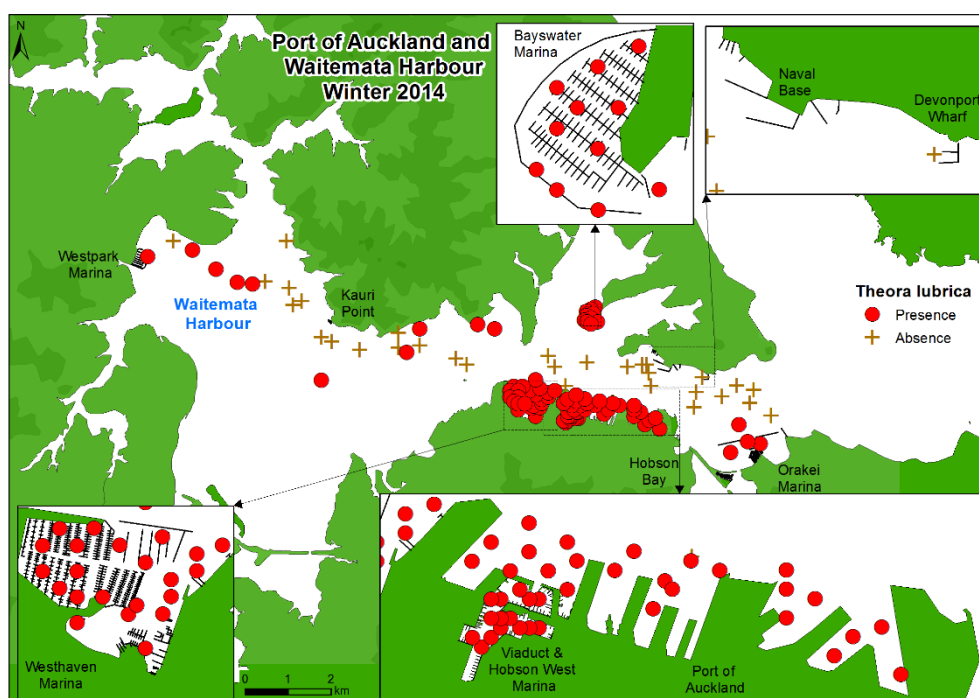 N
Port of Auckland and
Waitemata Harbour
Winter 2014
Bayswater
Marina
Naval
Base
Devonport
Wharf
Westpark
Marina
Waitemata
Harbour
Kauri
Point
Theora lubrica
Presence
Absence
Hobson
Bay
Orakei
Marina
Westhaven
Marina
0 1 2
km
Viaduct &
Hobson West
Marina
Port of
Auckland